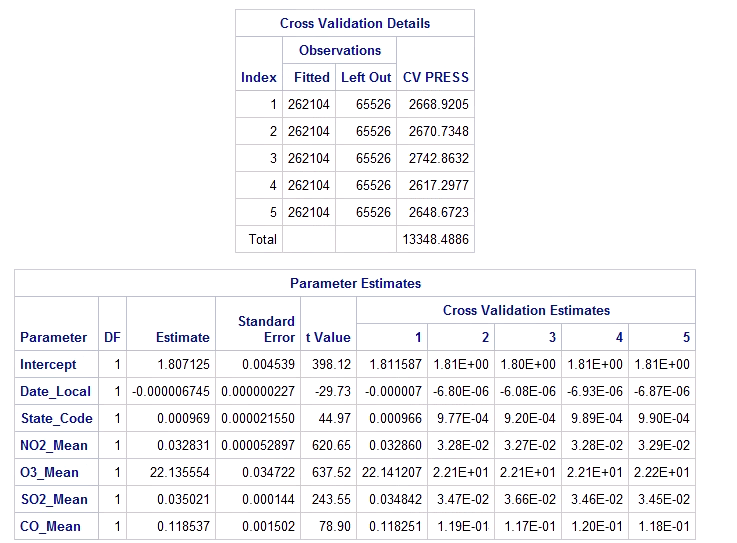 Cross Validation Details
Observations
Index Fitted Left Out CV PRESS
1 262104 65526 2668.9205
2 262104 65526 2670.7348
3 262104 65526 2742.8632
4 262104 65526 2617.2977
5 262104 65526 2648.6723
Total 13348.4886
Parameter Estimates
Cross Validation Estimates
Parameter DF Estimate Standard Error t Value 1 2 3 4 5
Intercept 1 1.807125 0.004539 398.12 1.811587 1.81E+00 1.80E+00 1.81E+00 1.81E+00
Date_Local 1 -0.000006745 0.000000227 -29.73 -0.000007 -6.80E-06 -6.08E-06 -6.93E-06 -6.87E-06
State_Code 1 0.000969 0.000021550 44.97 0.000966 9.77E-04 9.20E-04 9.89E-04 9.90E-04
NO2_Mean 1 0.032831 0.000052897 620.65 0.032860 3.28E-02 3.27E-02 3.28E-02 3.29E-02
O3_Mean 1 22.135554 0.034722 637.52 22.141207 2.21E+01 2.21E+01 2.21E+01 2.22E+01
SO2_Mean 1 0.035021 0.000144 243.55 0.034842 3.47E-02 3.66E-02 3.46E-02 3.45E-02
CO_Mean 1 0.118537 0.001502 78.90 0.118251 1.19E-01 1.17E-01 1.20E-01 1.18E-01